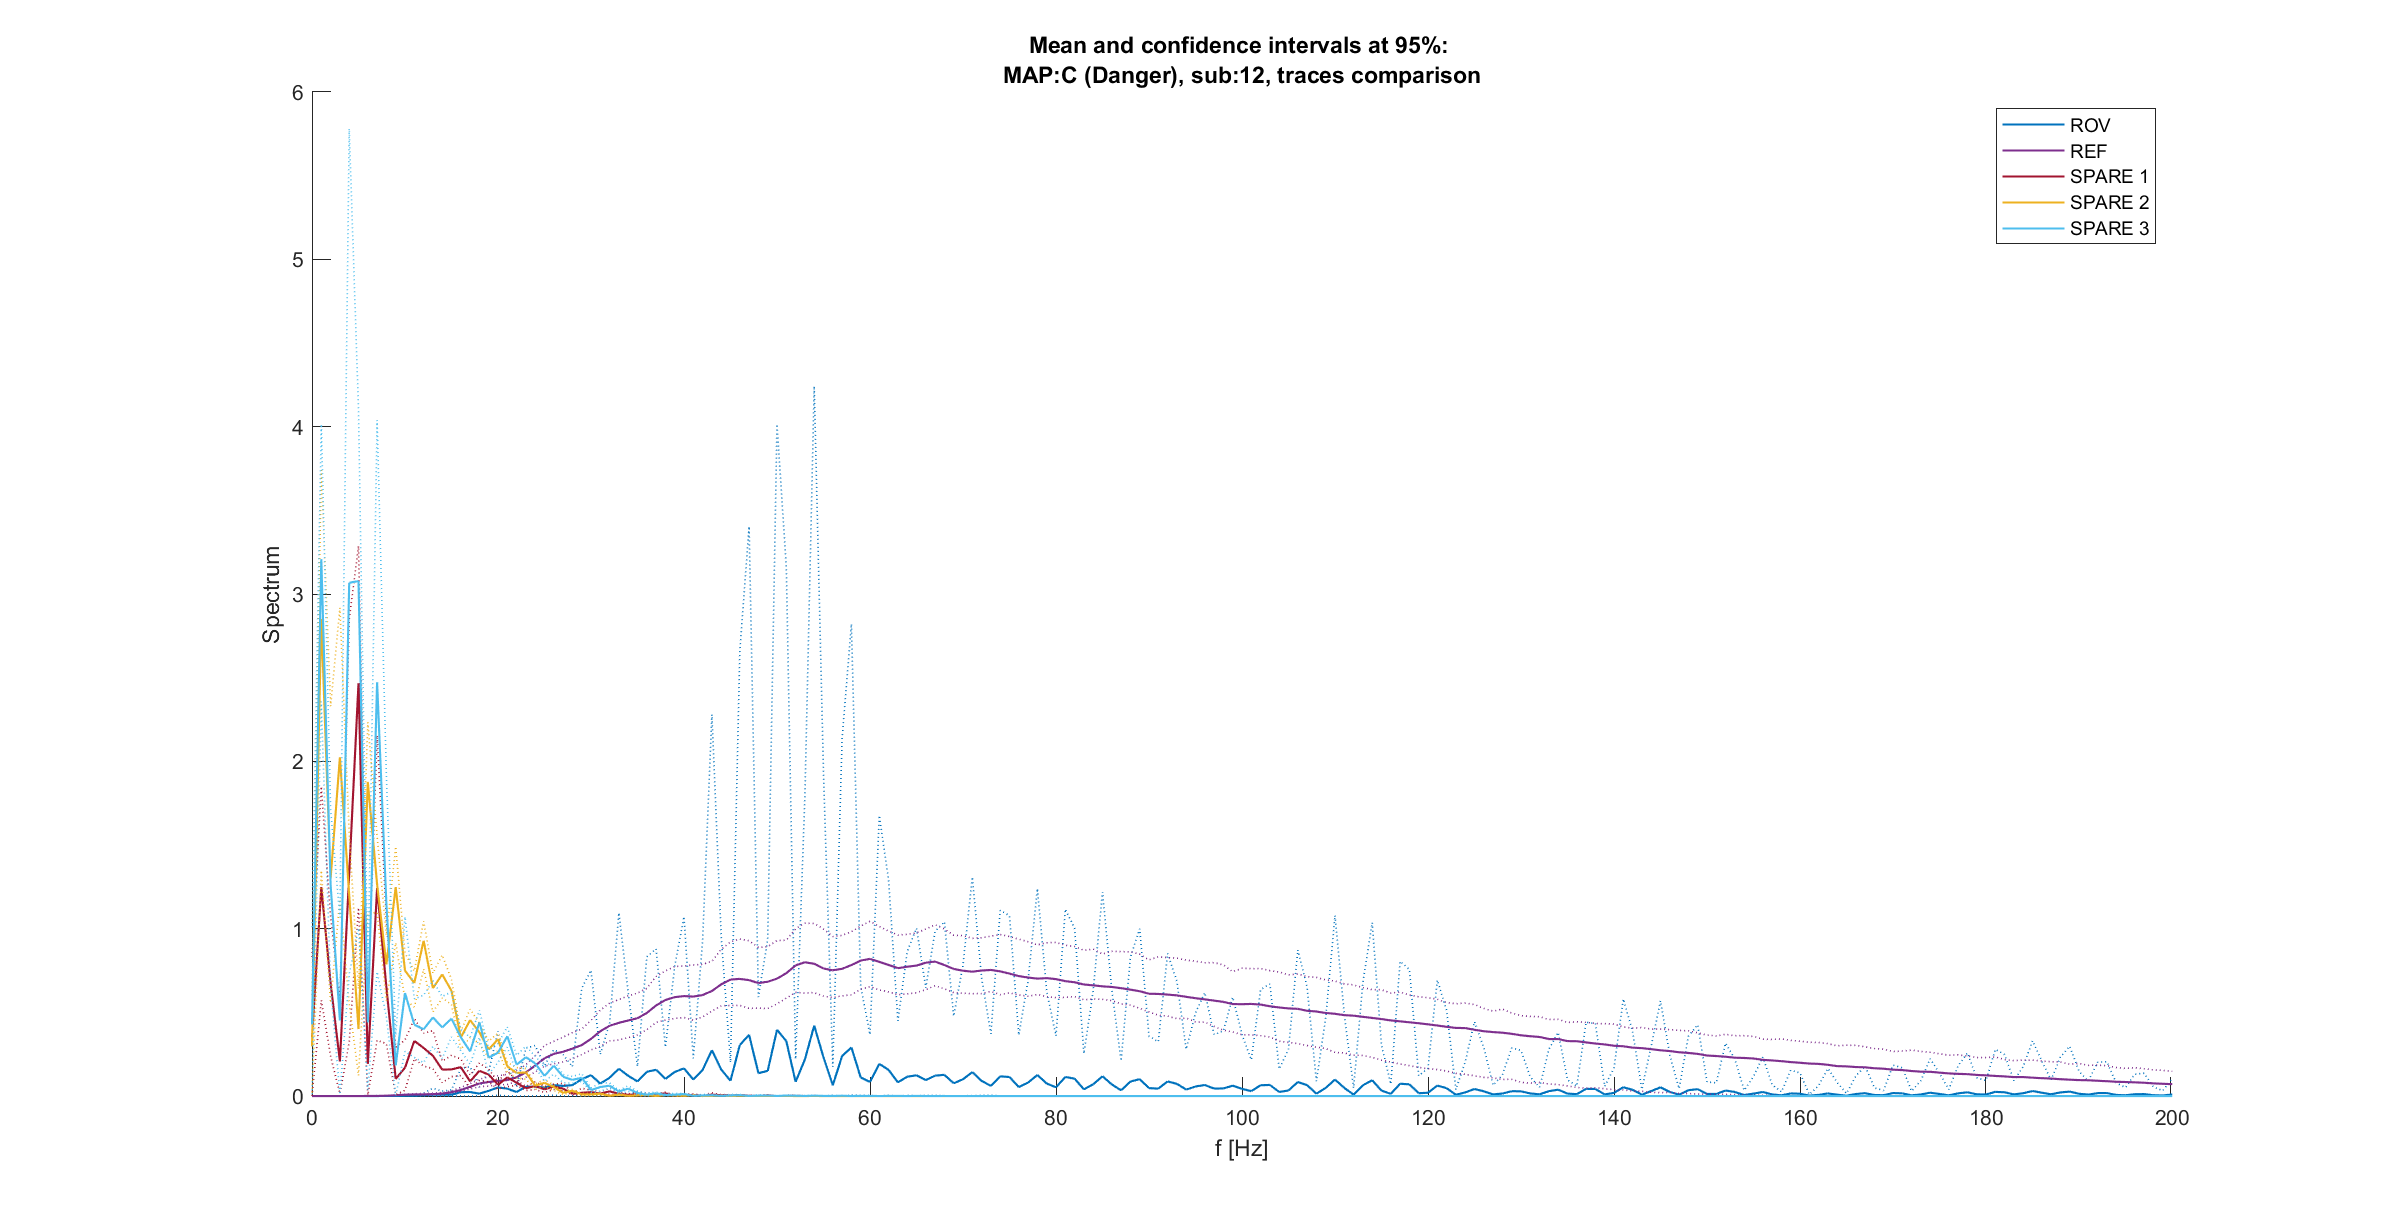 Mean and confidence intervals at 95%:
MAP:C (Danger), sub:12, traces comparison
ROV
REF
SPARE 1
SPARE 2
SPARE 3
Spectrum
6
5
4
3
2
1
0
0 20 40 60 80 100 120 140 160 180 200
f [Hz]